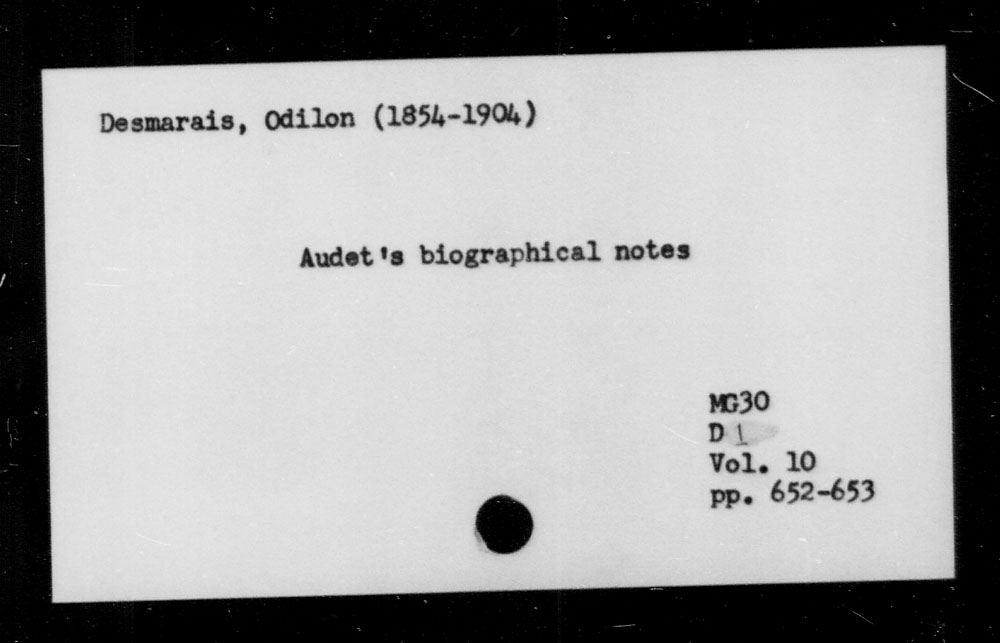 Desmarais, Odilon (1854-1904)
Audet's biographical notes
MG30
D 1
Vol. 10
pp. 652-653